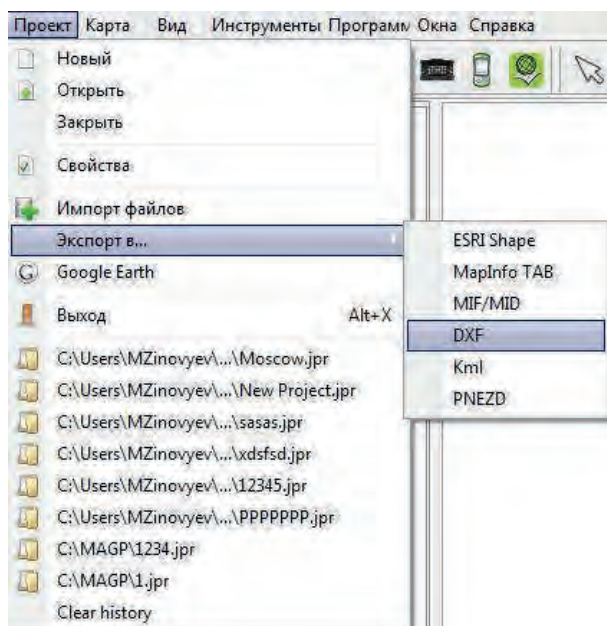 Проект Карта Вид Инструменты Программ Окна Справка
Новый
Открыть
Закрыть
Свойства
Импорт файлов
Экспорт в...
ESRI Shape
MapInfo TAB
MIF/MID
DXF
Kml
PNEZD
Google Earth
Выход Alt+X
C:\Users\MZinovyev\...\Moscow.jpr
C:\Users\MZinovyev\...\New Project.jpr
C:\Users\MZinovyev\...\sasas.jpr
C:\Users\MZinovyev\...\xdsfsd.jpr
C:\Users\MZinovyev\...\12345.jpr
C:\Users\MZinovyev\...\PPPPPPP.jpr
C:\MAGP\1234.jpr
C:\MAGP\1.jpr
Clear history